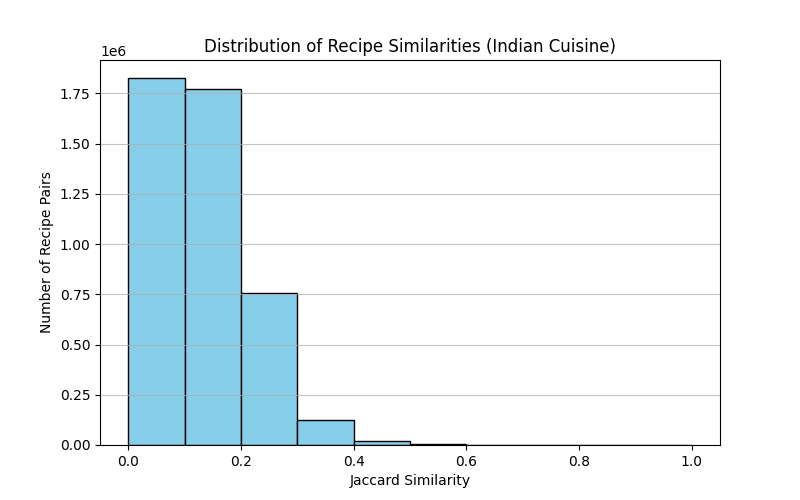 Distribution of Recipe Similarities (Indian Cuisine)
1e6
1.75
1.50
1.25
1.00
0.75
0.50
0.25
0.00
Number of Recipe Pairs
0.0 0.2 0.4 0.6 0.8 1.0
Jaccard Similarity